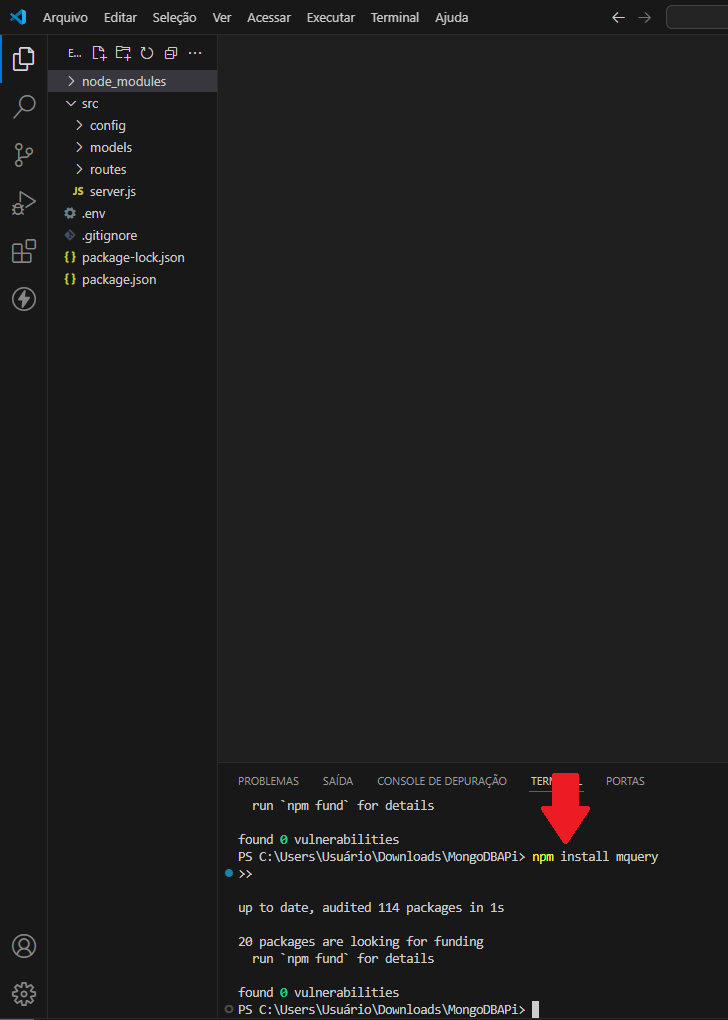 Arquivo Editar Seleção Ver Acessar Executar Terminal Ajuda
E...
node_modules
src
config
models
routes
JS server.js
.env
.gitignore
{} package-lock.json
{} package.json
PROBLEMAS SAÍDA CONSOLE DE DEPURAÇÃO PORTAS
run `npm fund` for details
found 0 vulnerabilities
PS C:\Users\Usuário\Downloads\MongoDBAPi> npm install mquery
>>
up to date, audited 114 packages in 1s
20 packages are looking for funding
run `npm fund` for details
found 0 vulnerabilities
PS C:\Users\Usuário\Downloads\MongoDBAPi>